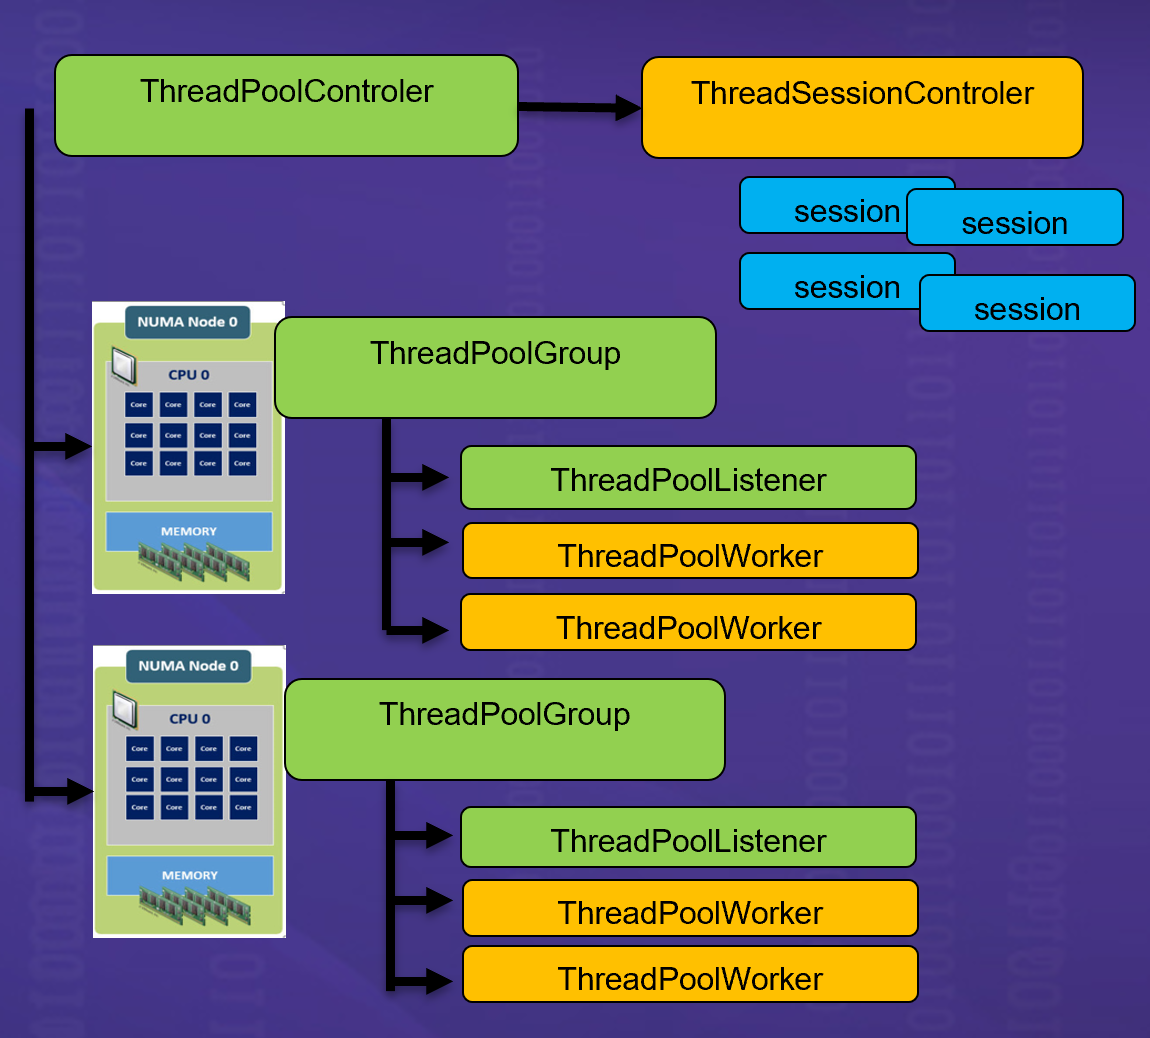 ThreadPoolControler
ThreadSessionControler
session
session
session
session
NUMA Node 0
CPU 0
Core Core Core Core
Core Core Core Core
Core Core Core Core
MEMORY
ThreadPoolGroup
ThreadPoolListener
ThreadPoolWorker
ThreadPoolWorker
NUMA Node 0
CPU 0
Core Core Core Core
Core Core Core Core
Core Core Core Core
MEMORY
ThreadPoolGroup
ThreadPoolListener
ThreadPoolWorker
ThreadPoolWorker